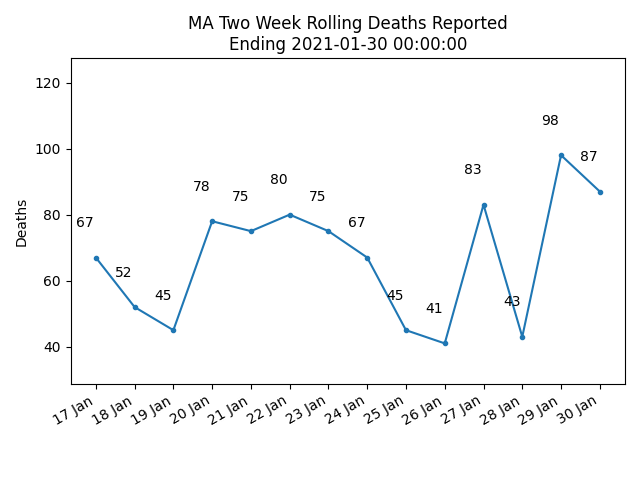 MA Two Week Rolling Deaths Reported
Ending 2021-01-30 00:00:00
120
100
80
60
40
Deaths
67
52
45
78
75
80
75
67
45
41
83
43
98
87
17 Jan
18 Jan
19 Jan
20 Jan
21 Jan
22 Jan
23 Jan
24 Jan
25 Jan
26 Jan
27 Jan
28 Jan
29 Jan
30 Jan